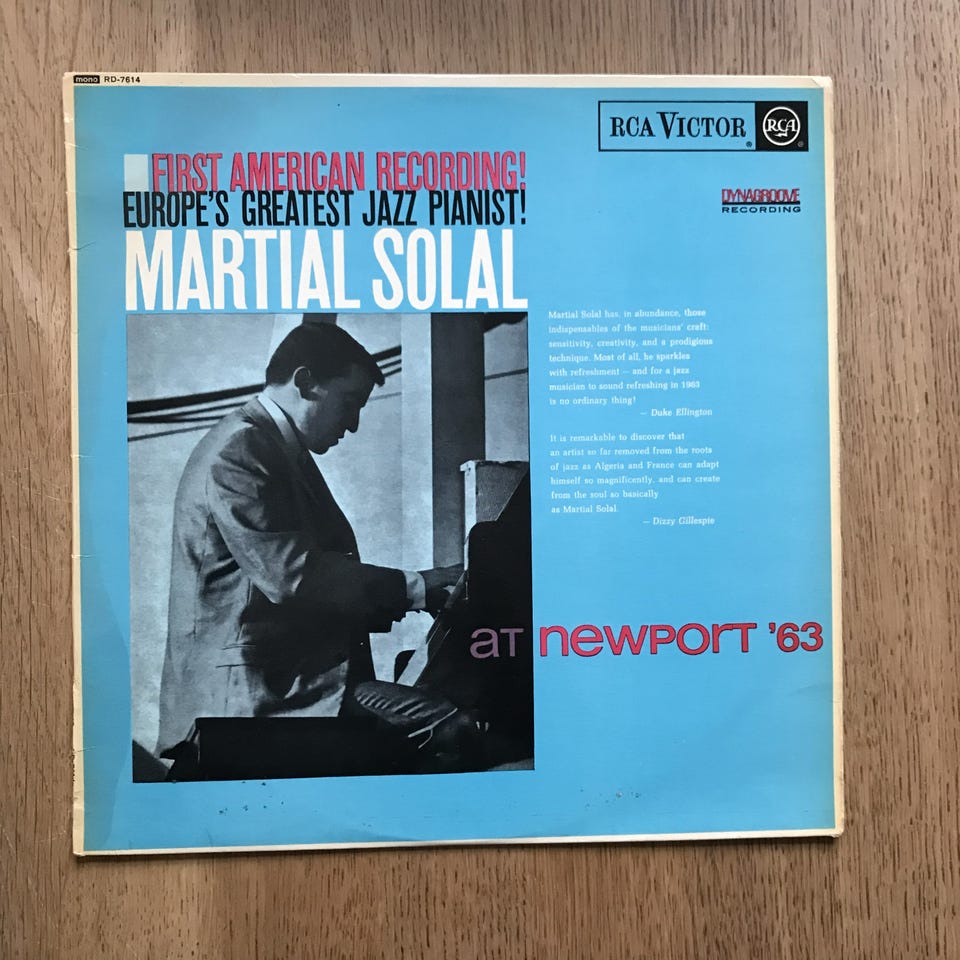 mono RD-7614
RCA VICTOR RCA
FIRST AMERICAN RECORDING!
EUROPE'S GREATEST JAZZ PIANIST!
MARTIAL SOLAL
DYNAGROOVE
RECORDING
Martial Solal has, in abundance, those
indispensables of the musicians' craft:
sensitivity, creativity, and a prodigious
technique. Most of all, he sparkles
with refreshment — and for a jazz
musician to sound refreshing in 1963
is no ordinary thing!
— Duke Ellington
It is remarkable to discover that
an artist so far removed from the roots
of jazz as Algeria and France can adapt
himself so magnificently, and can create
from the soul so basically
as Martial Solal.
— Dizzy Gillespie
at newport '63